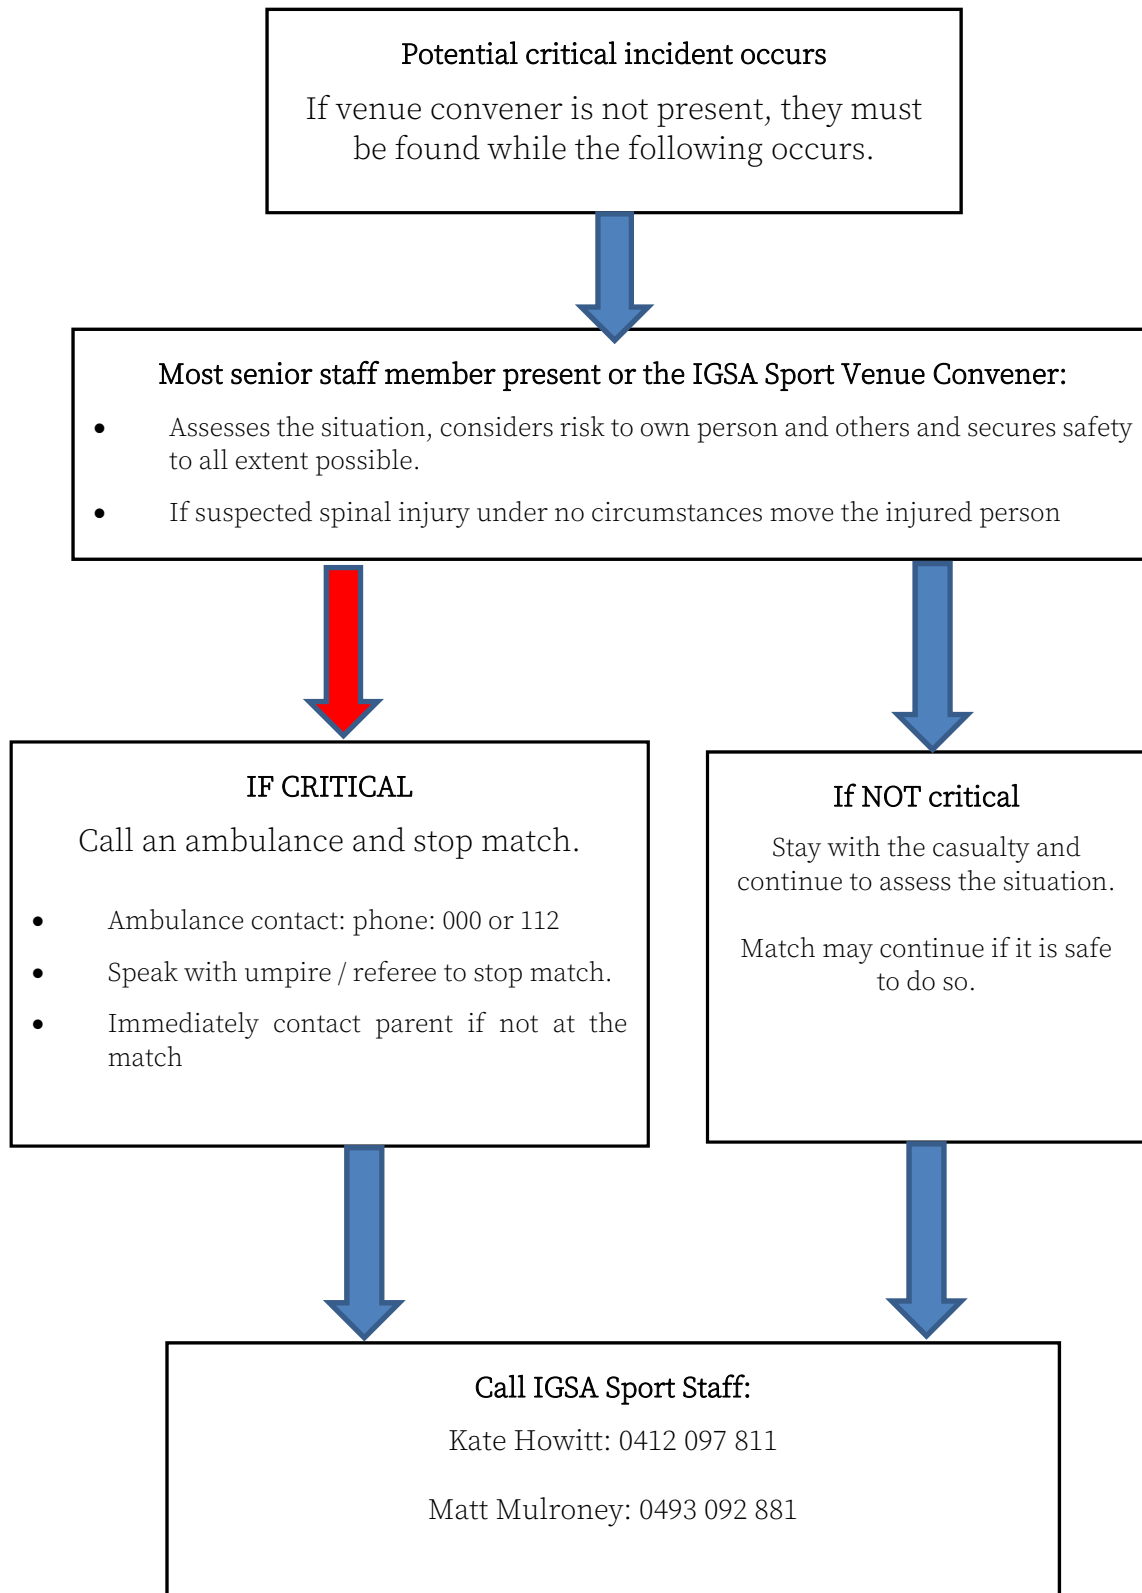 Potential critical incident occurs
If venue convener is not present, they must
be found while the following occurs.
Most senior staff member present or the IGSA Sport Venue Convener:
• Assesses the situation, considers risk to own person and others and secures safety
to all extent possible.
• If suspected spinal injury under no circumstances move the injured person
IF CRITICAL
Call an ambulance and stop match.
• Ambulance contact: phone: 000 or 112
• Speak with umpire / referee to stop match.
• Immediately contact parent if not at the
match
If NOT critical
Stay with the casualty and
continue to assess the situation.
Match may continue if it is safe
to do so.
Call IGSA Sport Staff:
Kate Howitt: 0412 097 811
Matt Mulroney: 0493 092 881